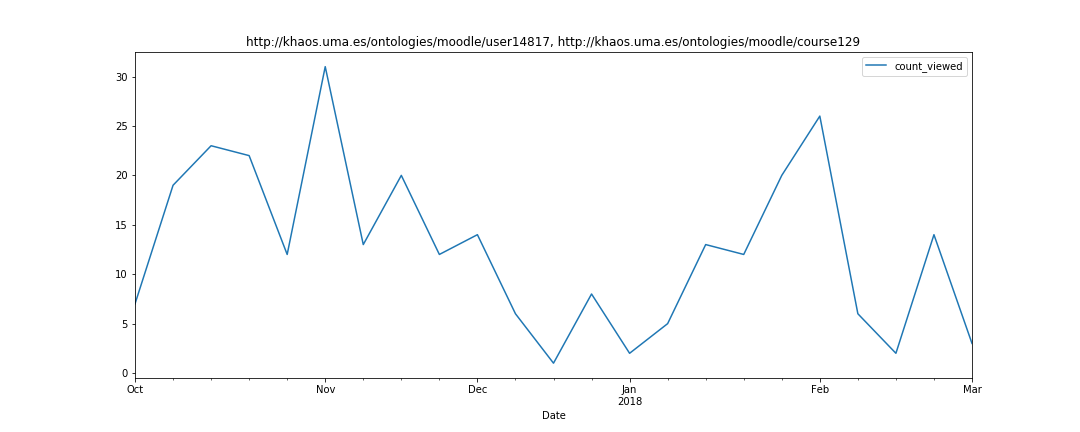 http://khaos.uma.es/ontologies/moodle/user14817, http://khaos.uma.es/ontologies/moodle/course129
count_viewed
30
25
20
15
10
5
0
Oct Nov Dec Jan Feb Mar
2018
Date